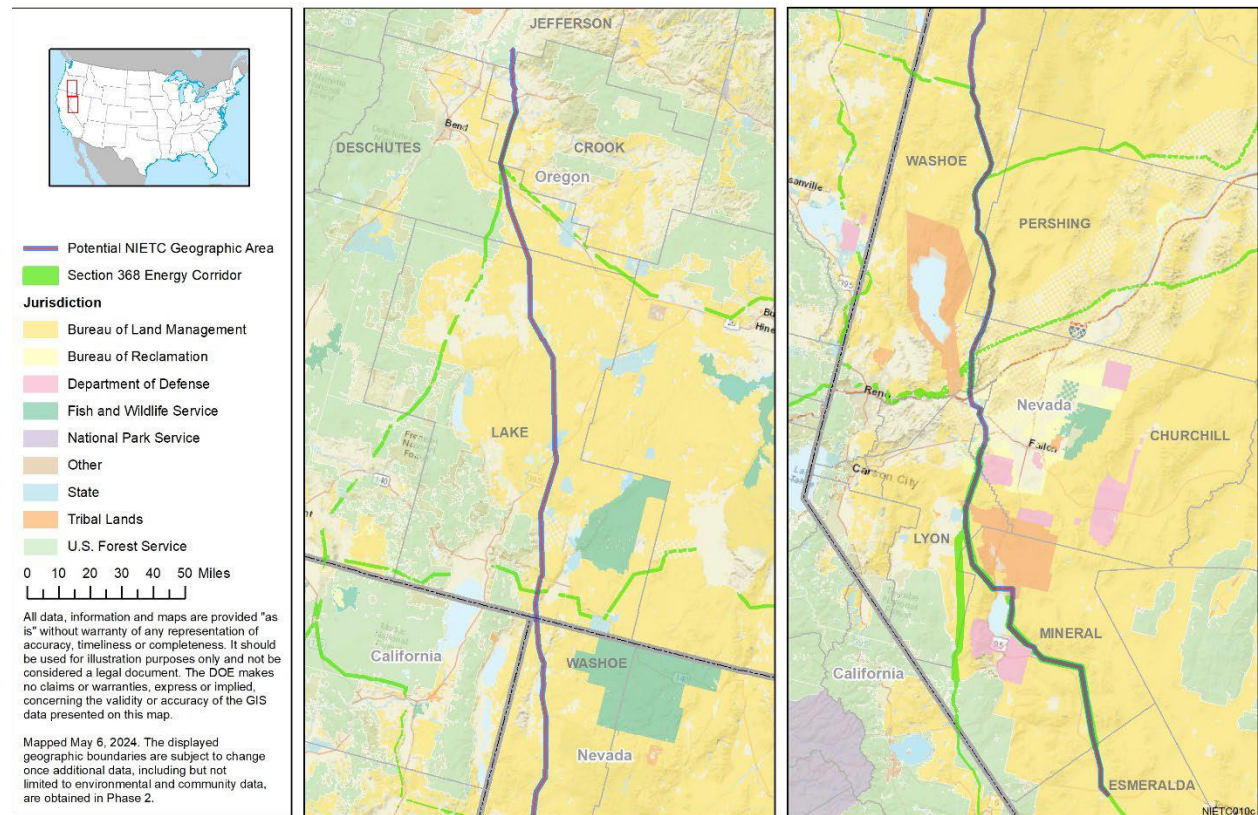 Potential NIETC Geographic Area
Section 368 Energy Corridor
Jurisdiction
Bureau of Land Management
Bureau of Reclamation
Department of Defense
Fish and Wildlife Service
National Park Service
Other
State
Tribal Lands
U.S. Forest Service
0 10 20 30 40 50 Miles
All data, information and maps are provided "as
is" without warranty of any representation of
accuracy, timeliness or completeness. It should
be used for illustration purposes only and not be
considered a legal document. The DOE makes
no claims or warranties, express or implied,
concerning the validity or accuracy of the GIS
data presented on this map.
Mapped May 6, 2024. The displayed
geographic boundaries are subject to change
once additional data, including but not
limited to environmental and community data,
are obtained in Phase 2.
JEFFERSON
Bend
DESCHUTES
CROOK
Oregon
20
LAKE
140
California
WASHOE
Nevada
WASHOE
PERSHING
Reno
Nevada
Fallon
CHURCHILL
Carson City
LYON
MINERAL
95
California
ESMERALDA
NIETC010c